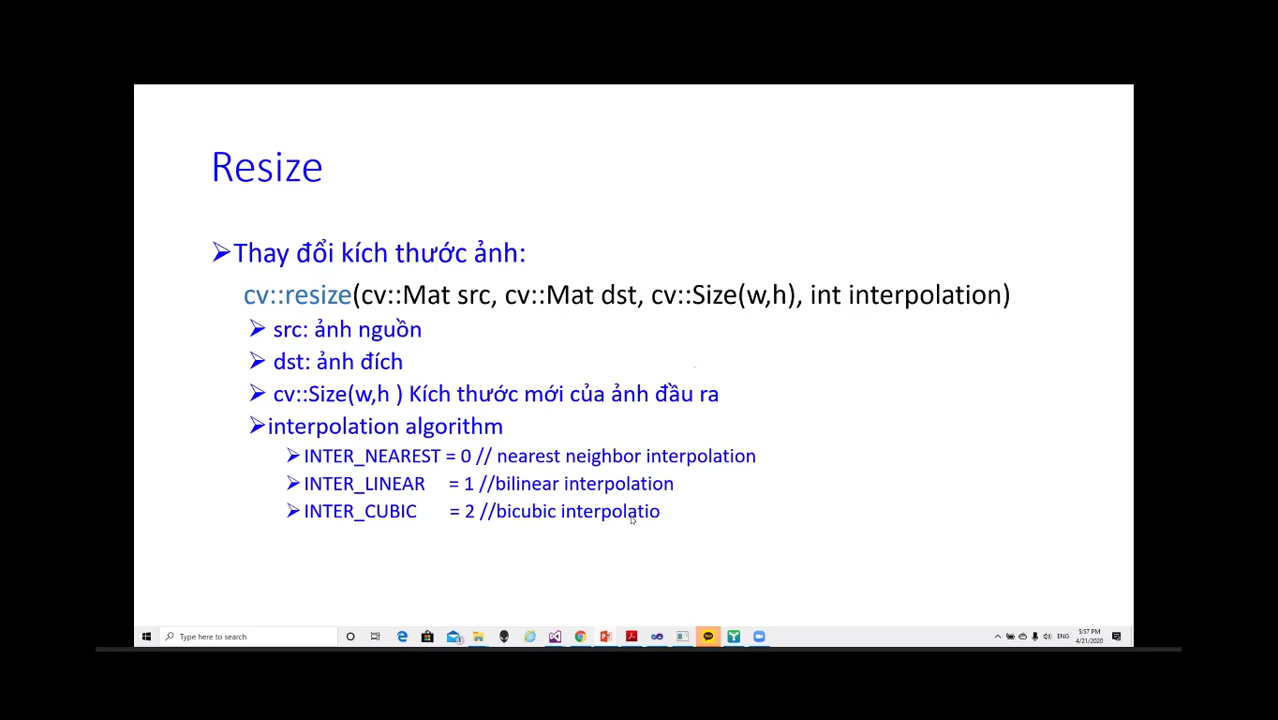 Resize
Thay đổi kích thước ảnh:
cv::resize(cv::Mat src, cv::Mat dst, cv::Size(w,h), int interpolation)
src: ảnh nguồn
dst: ảnh đích
cv::Size(w,h ) Kích thước mới của ảnh đầu ra
interpolation algorithm
INTER_NEAREST = 0 // nearest neighbor interpolation
INTER_LINEAR = 1 //bilinear interpolation
INTER_CUBIC = 2 //bicubic interpolatio
Type here to search
ENG
5:57 PM
4/21/2020